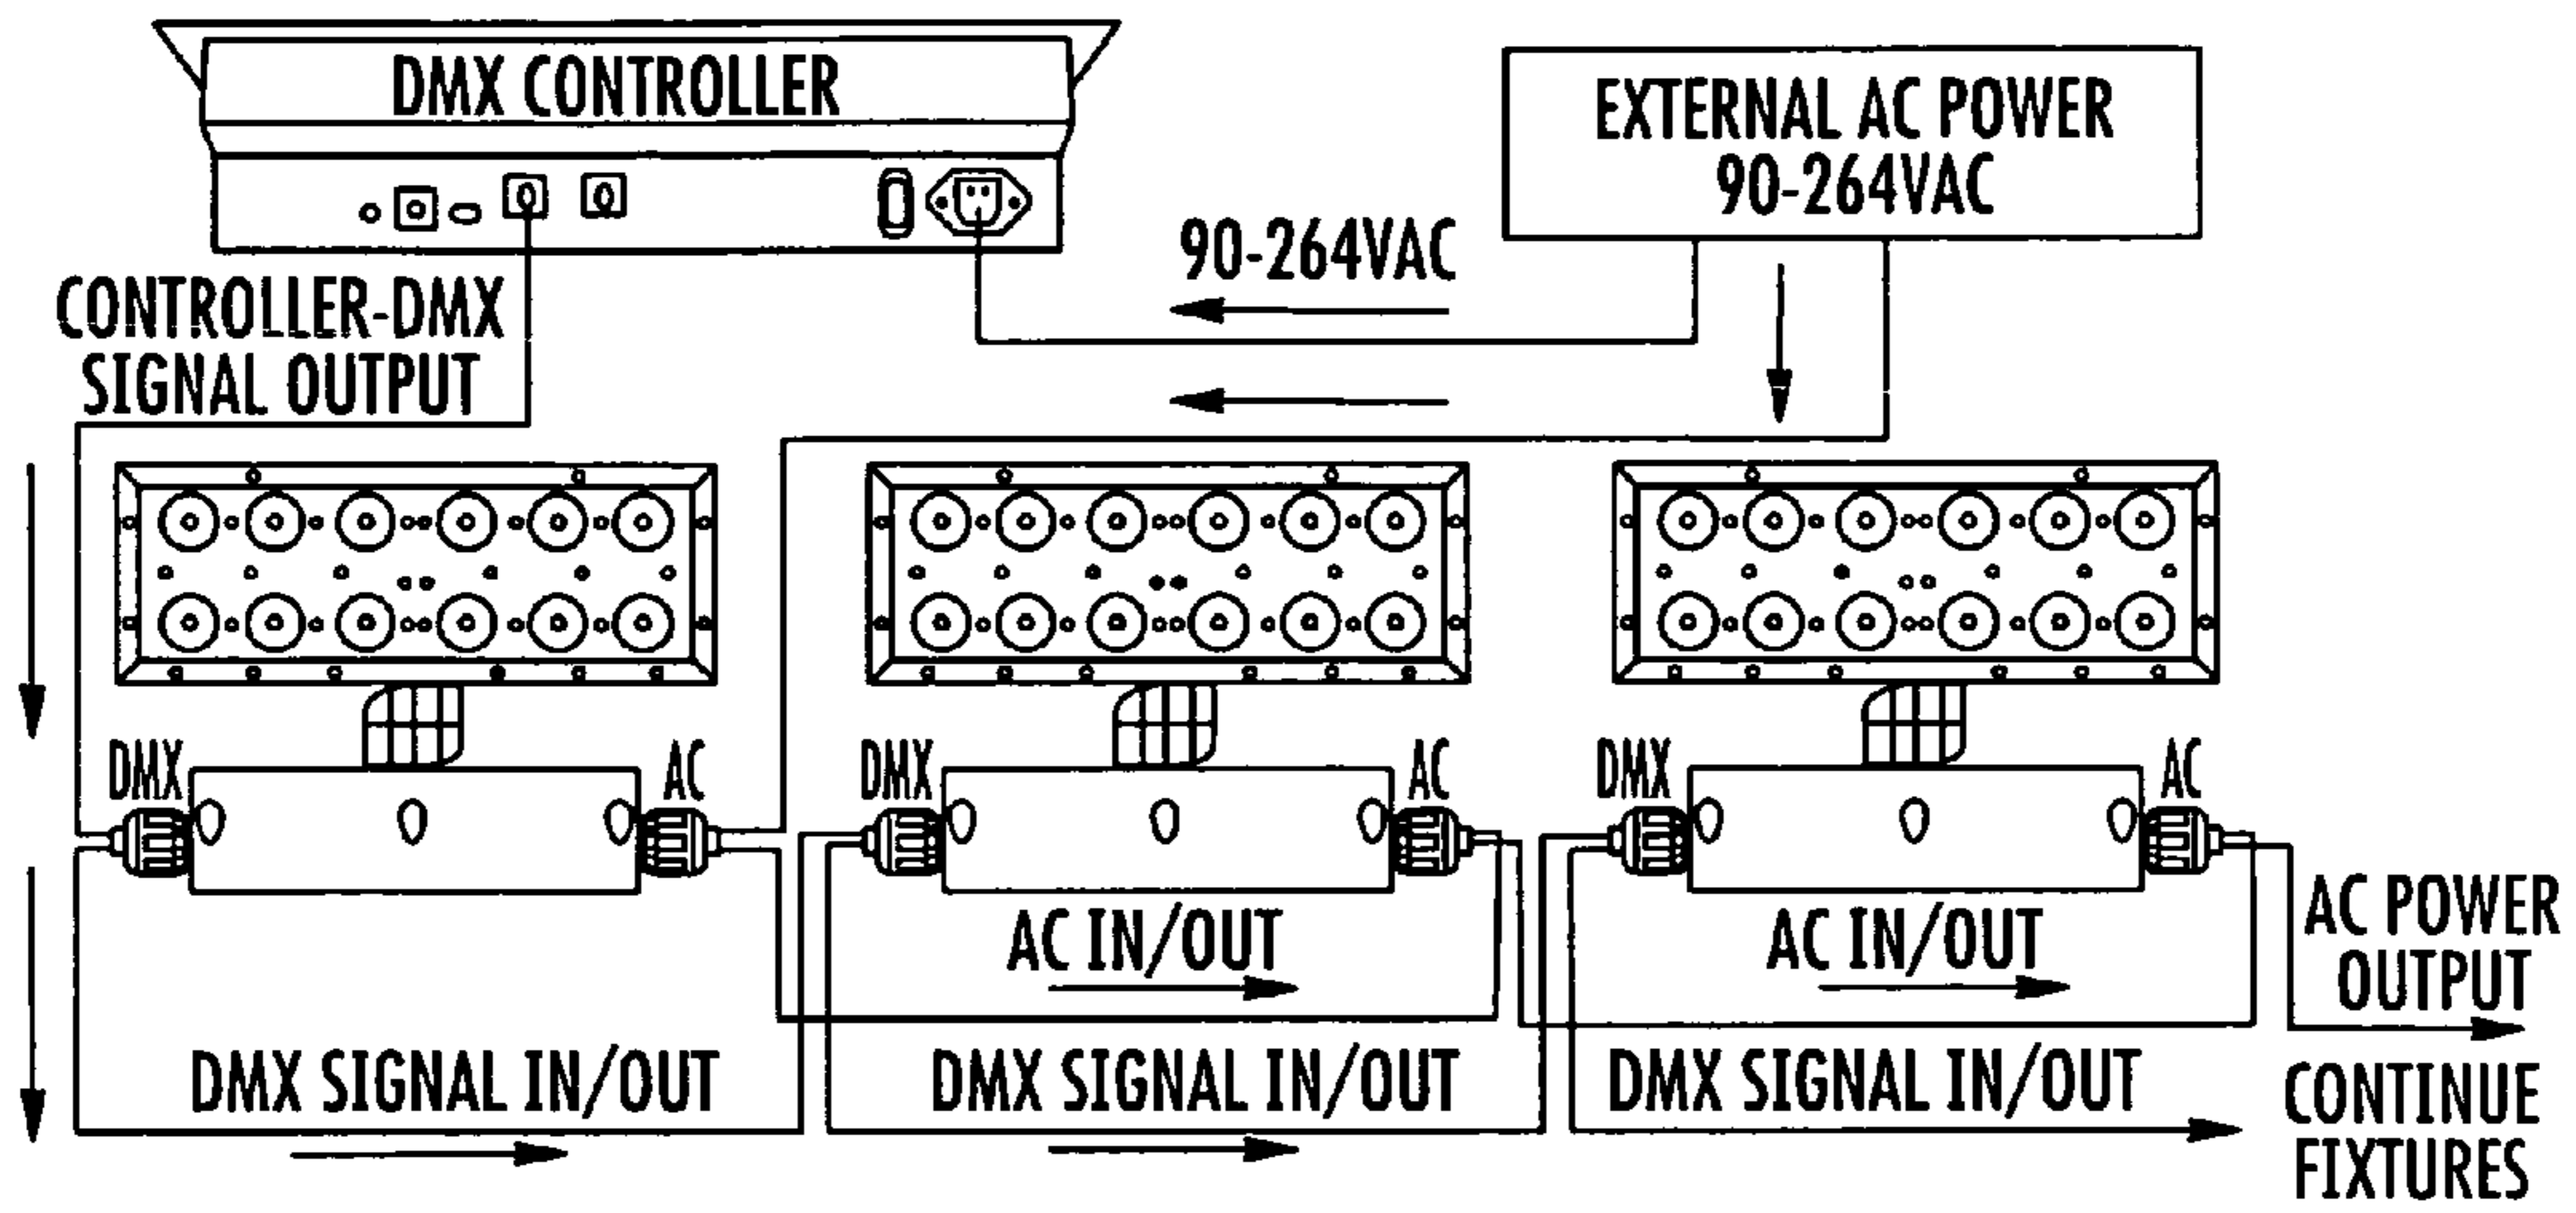 DMX CONTROLLER
EXTERNAL AC POWER
90-264VAC
90-264VAC
CONTROLLER-DMX
SIGNAL OUTPUT
DMX
AC
DMX
AC
DMX
AC
AC IN/OUT
AC IN/OUT
AC POWER
OUTPUT
DMX SIGNAL IN/OUT
DMX SIGNAL IN/OUT
DMX SIGNAL IN/OUT
CONTINUE
FIXTURES